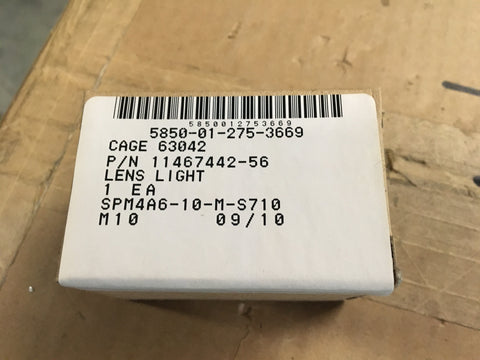 5850012753669
5850-01-275-3669
CAGE 63042
P/N 11467442-56
LENS LIGHT
1 EA
SPM4A6-10-M-S710
M10 09/10